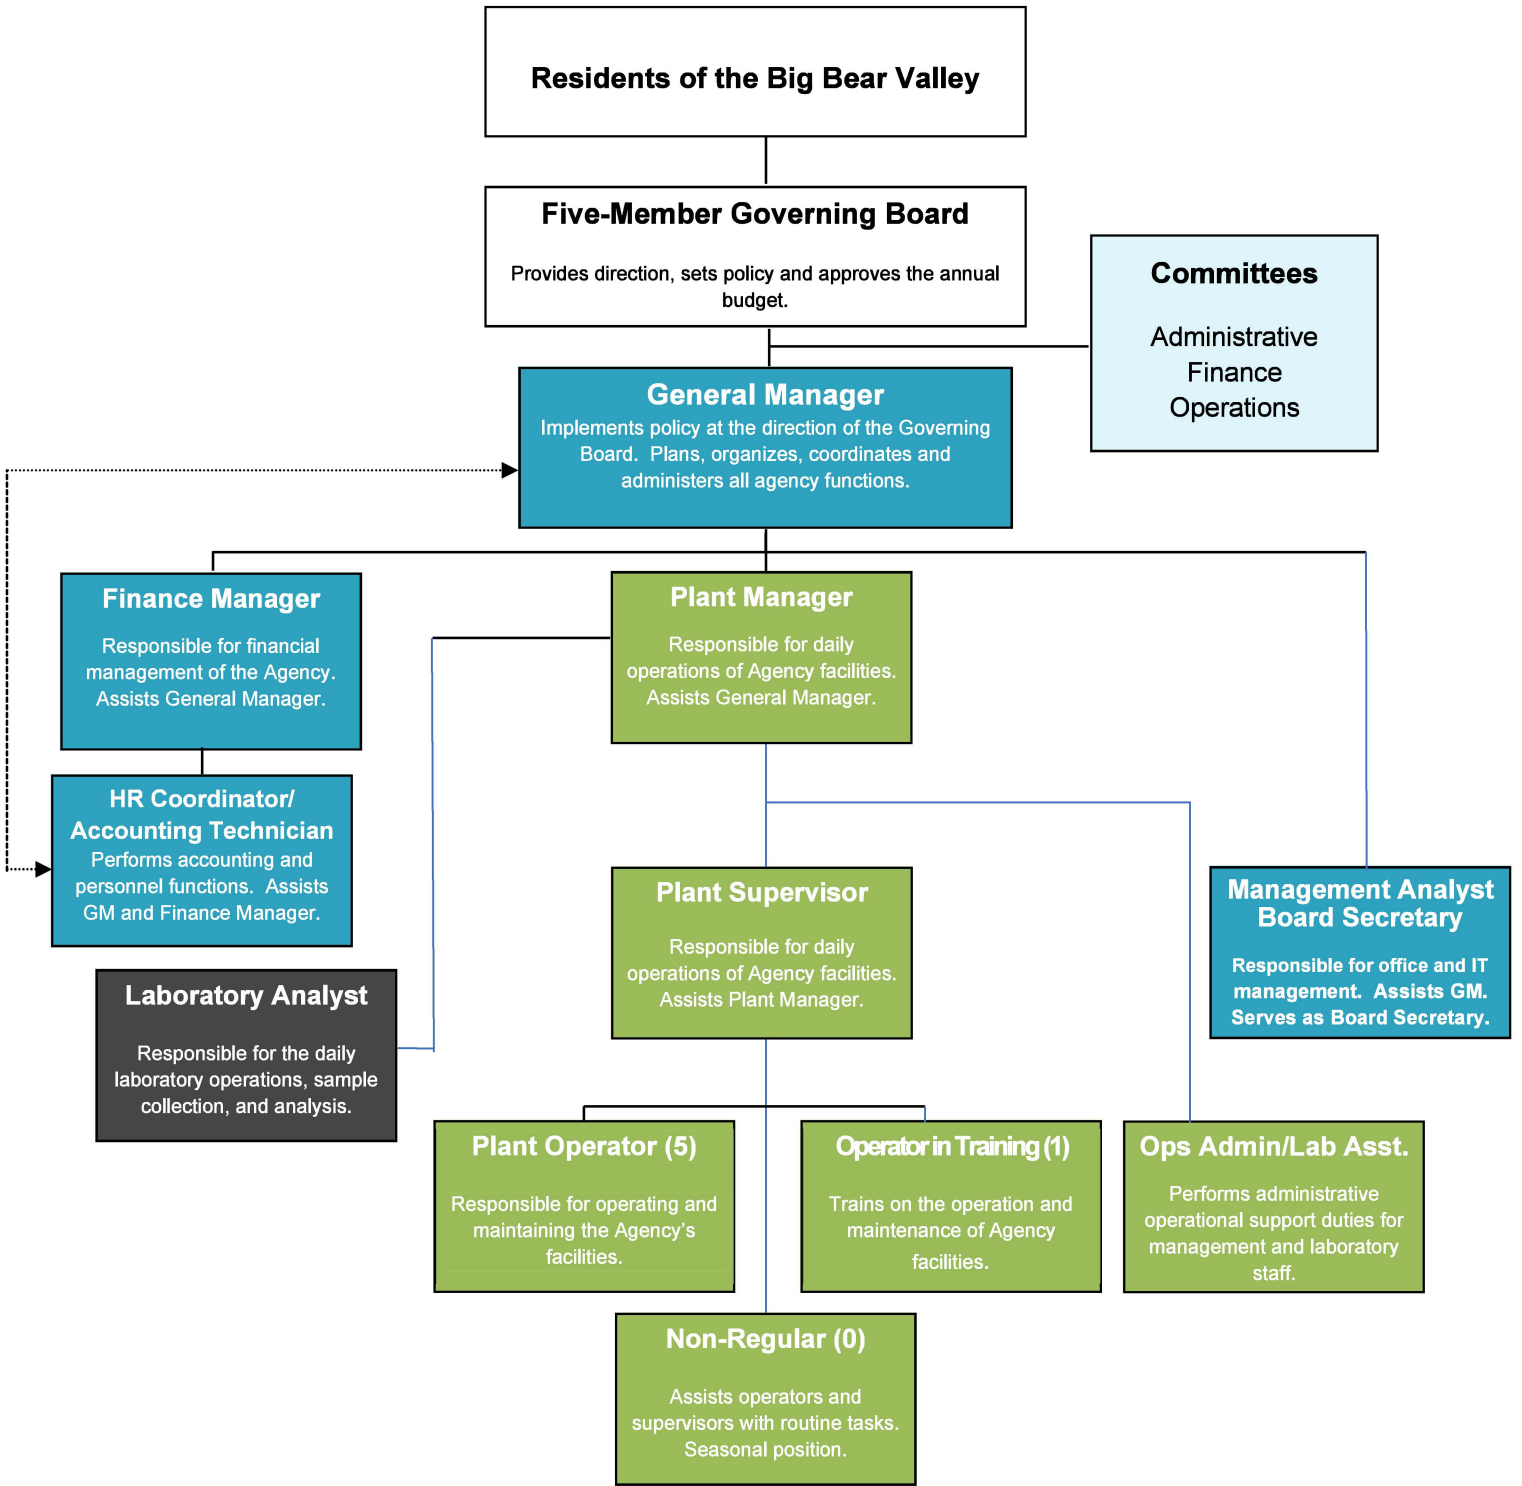 Residents of the Big Bear Valley
Five-Member Governing Board
Provides direction, sets policy and approves the annual
budget.
Committees
Administrative
Finance
Operations
General Manager
Implements policy at the direction of the Governing
Board.  Plans, organizes, coordinates and
administers all agency functions.
Finance Manager
Responsible for financial
management of the Agency.
Assists General Manager.
Plant Manager
Responsible for daily
operations of Agency facilities.
Assists General Manager.
HR Coordinator/
Accounting Technician
Performs accounting and
personnel functions.  Assists
GM and Finance Manager.
Plant Supervisor
Responsible for daily
operations of Agency facilities.
Assists Plant Manager.
Management Analyst
Board Secretary
Responsible for office and IT
management.  Assists GM.
Serves as Board Secretary.
Laboratory Analyst
Responsible for the daily
laboratory operations, sample
collection, and analysis.
Plant Operator (5)
Responsible for operating and
maintaining the Agency’s
facilities.
Operator in Training (1)
Trains on the operation and
maintenance of Agency
facilities.
Ops Admin/Lab Asst.
Performs administrative
operational support duties for
management and laboratory
staff.
Non-Regular (0)
Assists operators and
supervisors with routine tasks.
Seasonal position.